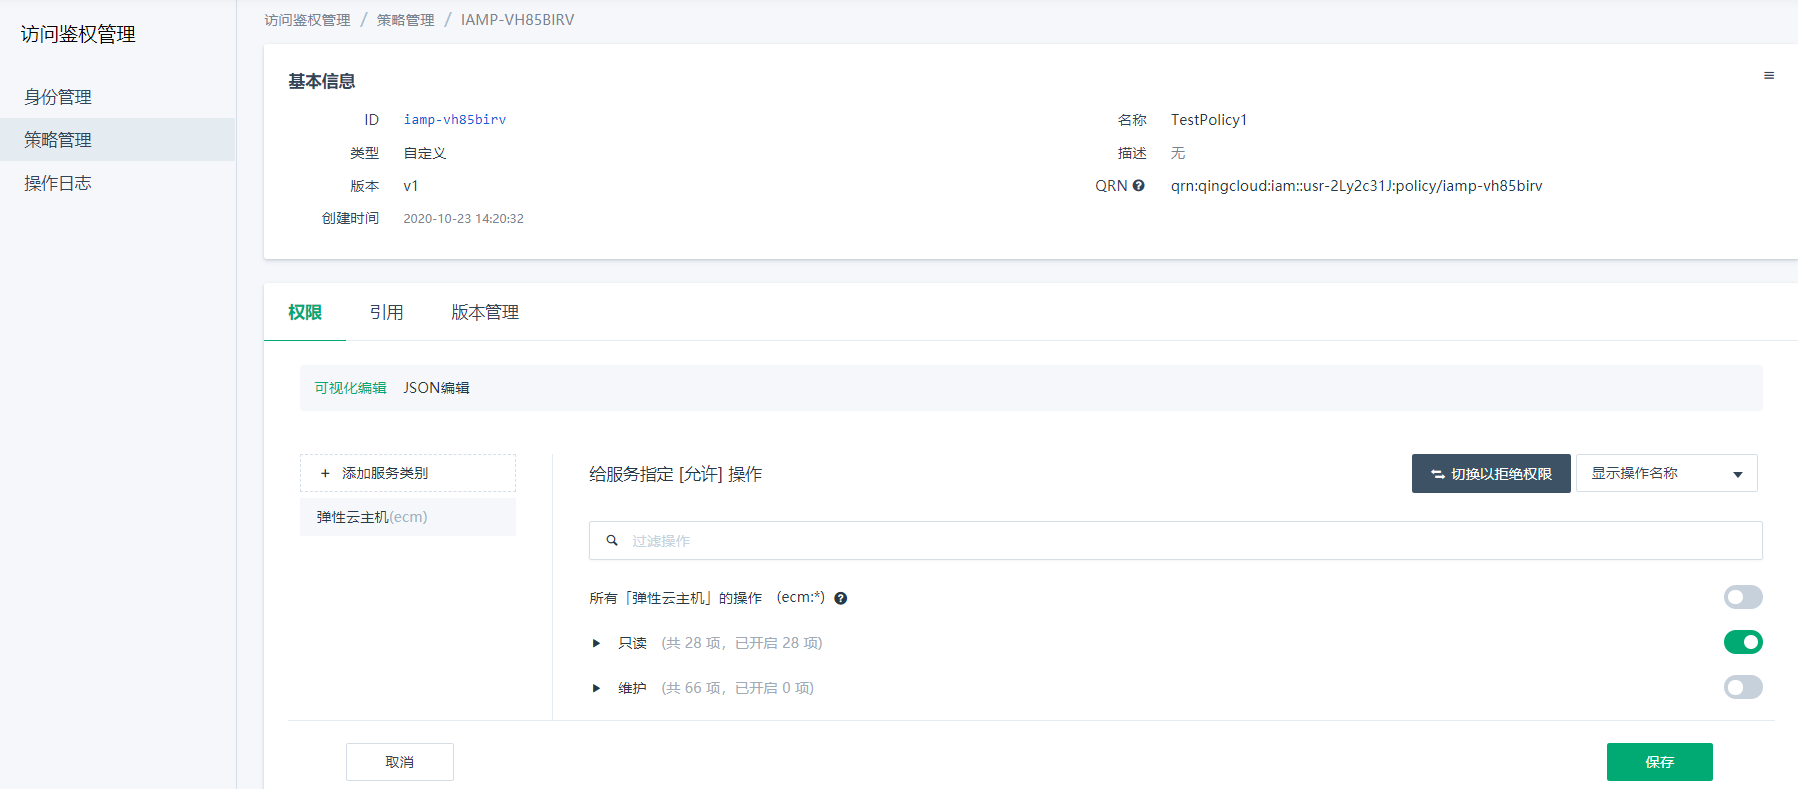 访问鉴权管理
身份管理
策略管理
操作日志
访问鉴权管理 / 策略管理 / IAMP-VH85BIRV
基本信息
ID iamp-vh85birv
名称 TestPolicy1
类型 自定义
描述 无
版本 v1
QRN qrn:qingcloud:iam::usr-2Ly2c31J:policy/iamp-vh85birv
创建时间 2020-10-23 14:20:32
权限 引用 版本管理
可视化编辑 JSON编辑
+ 添加服务类别
弹性云主机(ecm)
给服务指定 [允许] 操作
切换以拒绝权限
显示操作名称
过滤操作
所有「弹性云主机」的操作 (ecm:*)
只读 (共 28 项，已开启 28 项)
维护 (共 66 项，已开启 0 项)
取消
保存